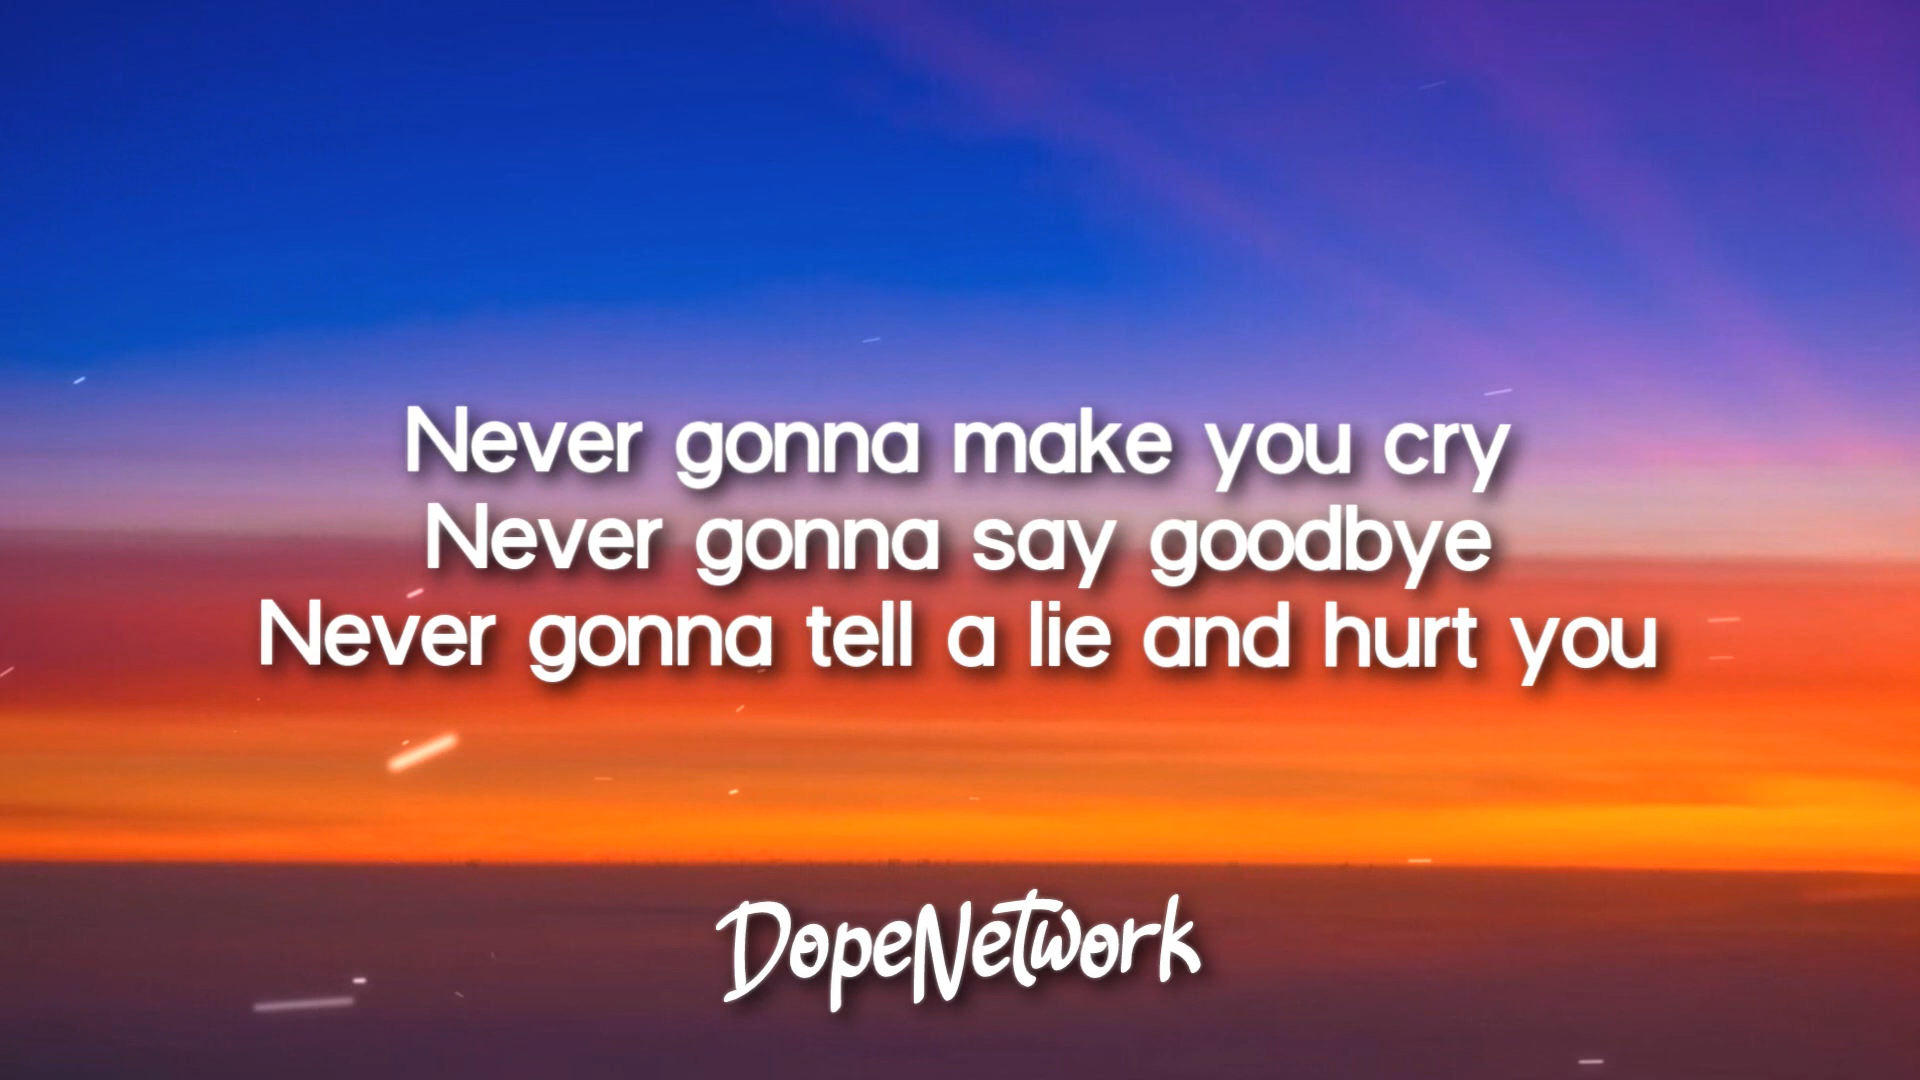 Never gonna make you cry
Never gonna say goodbye
Never gonna tell a lie and hurt you
DopeNetwork